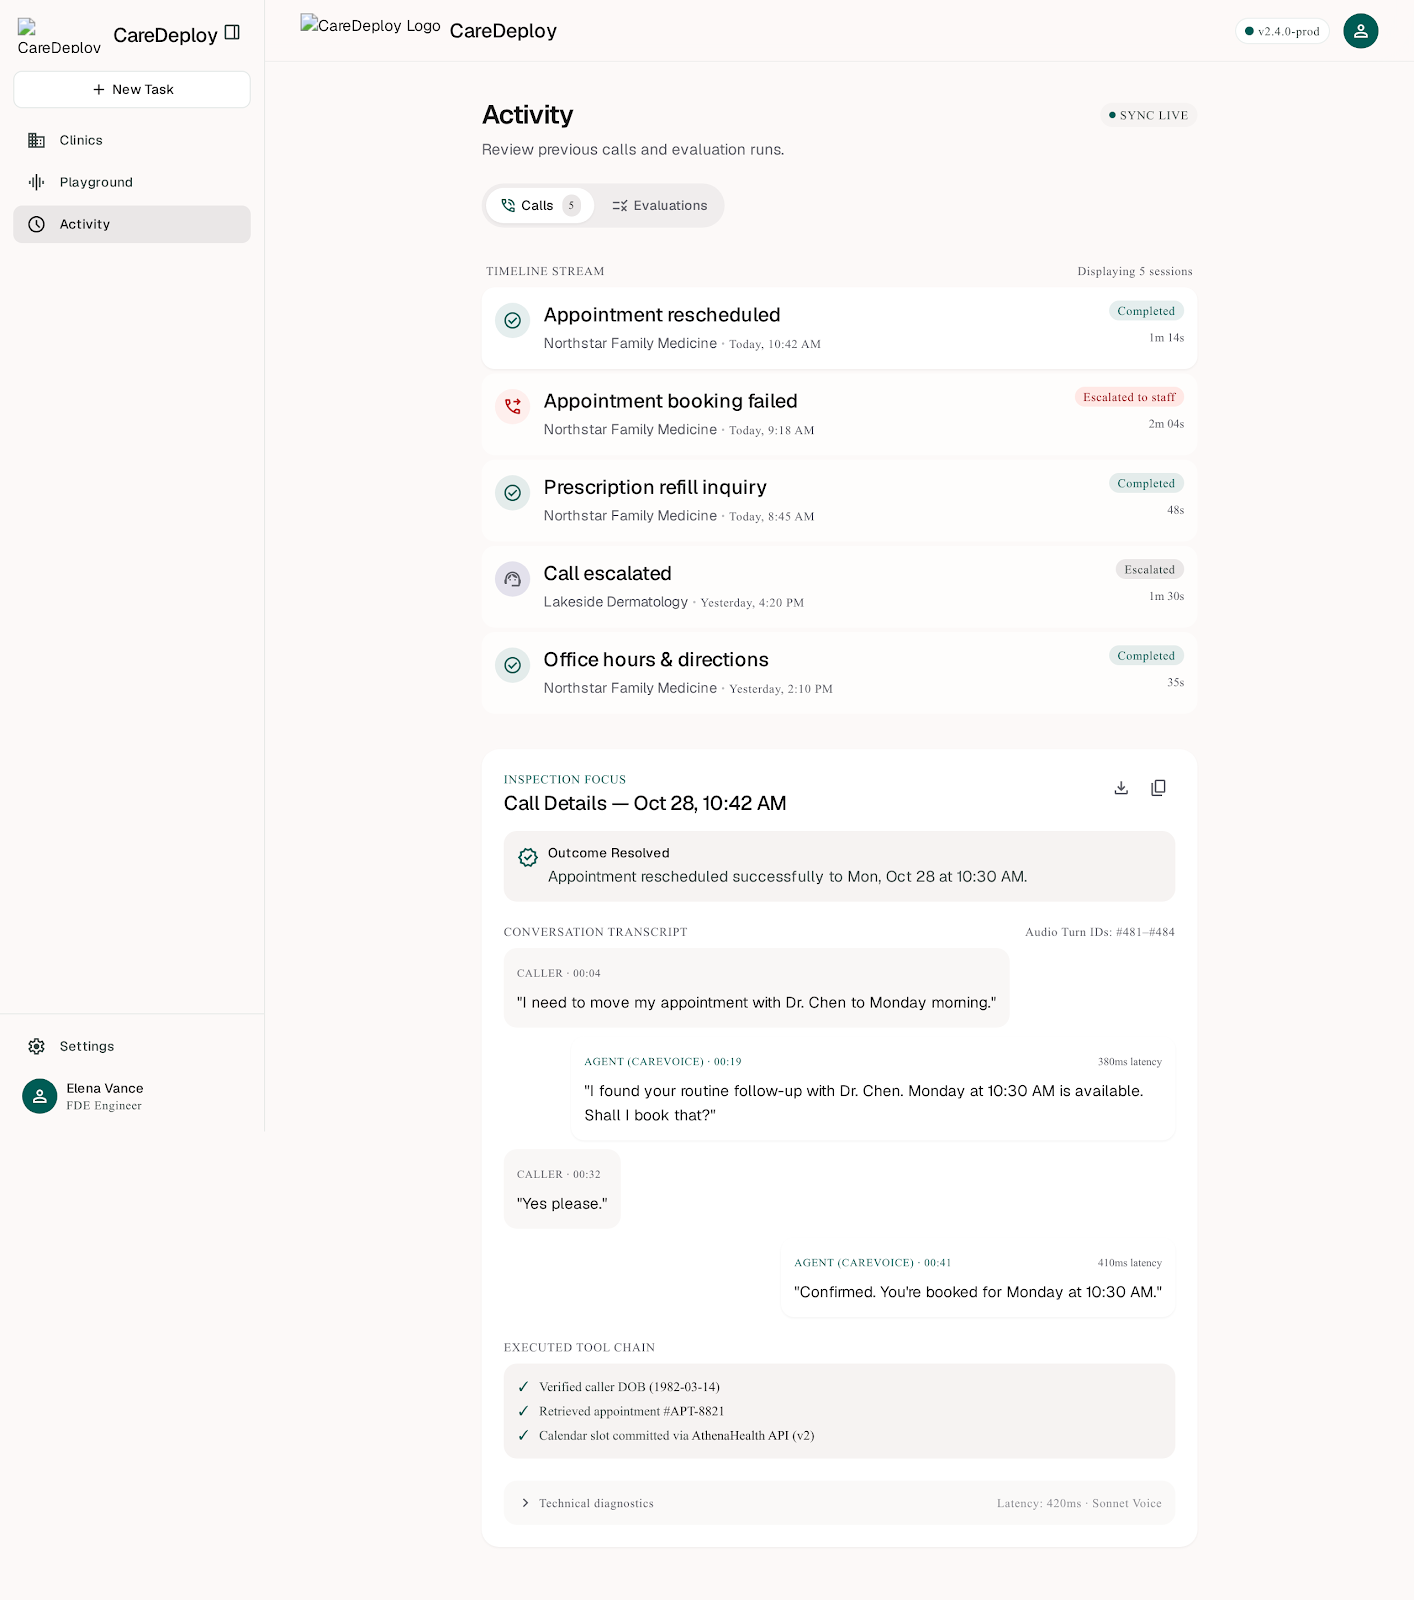 CareDeploy
CareDeploy
New Task
Clinics
Playground
Activity
Settings
Elena Vance
FDE Engineer
CareDeploy Logo
CareDeploy
v2.4.0-prod
Activity
SYNC LIVE
Review previous calls and evaluation runs.
Calls 5
Evaluations
TIMELINE STREAM
Displaying 5 sessions
Appointment rescheduled
Completed
Northstar Family Medicine · Today, 10:42 AM
1m 14s
Appointment booking failed
Escalated to staff
Northstar Family Medicine · Today, 9:18 AM
2m 04s
Prescription refill inquiry
Completed
Northstar Family Medicine · Today, 8:45 AM
48s
Call escalated
Escalated
Lakeside Dermatology · Yesterday, 4:20 PM
1m 30s
Office hours & directions
Completed
Northstar Family Medicine · Yesterday, 2:10 PM
35s
INSPECTION FOCUS
Call Details — Oct 28, 10:42 AM
Outcome Resolved
Appointment rescheduled successfully to Mon, Oct 28 at 10:30 AM.
CONVERSATION TRANSCRIPT
Audio Turn IDs: #481–#484
CALLER · 00:04
"I need to move my appointment with Dr. Chen to Monday morning."
AGENT (CAREVOICE) · 00:19
380ms latency
"I found your routine follow-up with Dr. Chen. Monday at 10:30 AM is available.
Shall I book that?"
CALLER · 00:32
"Yes please."
AGENT (CAREVOICE) · 00:41
410ms latency
"Confirmed. You're booked for Monday at 10:30 AM."
EXECUTED TOOL CHAIN
✓ Verified caller DOB (1982-03-14)
✓ Retrieved appointment #APT-8821
✓ Calendar slot committed via AthenaHealth API (v2)
Technical diagnostics
Latency: 420ms · Sonnet Voice